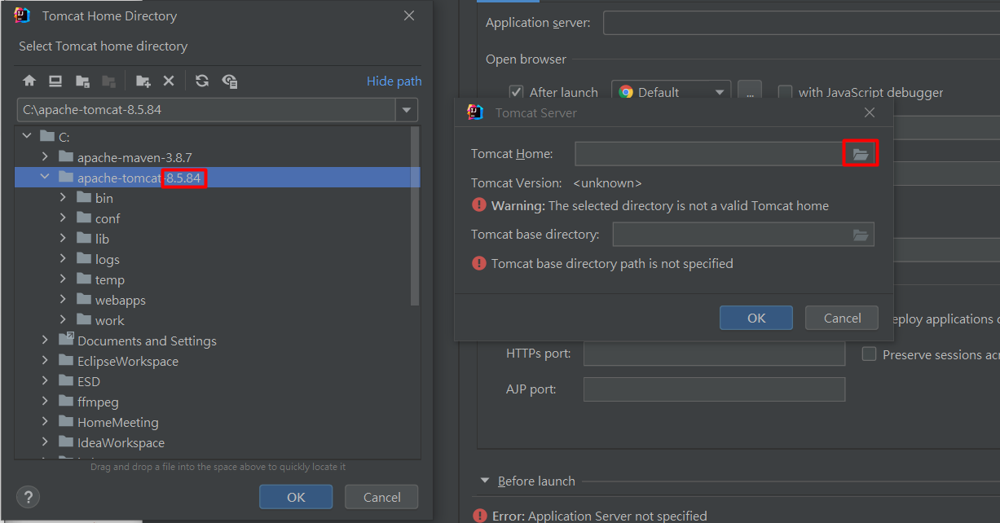 Tomcat Home Directory
Select Tomcat home directory
Hide path
C:\apache-tomcat-8.5.84
C:
apache-maven-3.8.7
apache-tomcat-8.5.84
bin
conf
lib
logs
temp
webapps
work
Documents and Settings
EclipseWorkspace
ESD
ffmpeg
HomeMeeting
IdeaWorkspace
Drag and drop a file into the space above to quickly locate it
?
OK
Cancel
Application server:
Open browser
After launch
Default
...
with JavaScript debugger
Tomcat Server
Tomcat Home:
Tomcat Version: <unknown>
Warning: The selected directory is not a valid Tomcat home
Tomcat base directory:
Tomcat base directory path is not specified
OK
Cancel
eploy applications
HTTPs port:
Preserve sessions ac
AJP port:
Before launch
Error: Application Server not specified